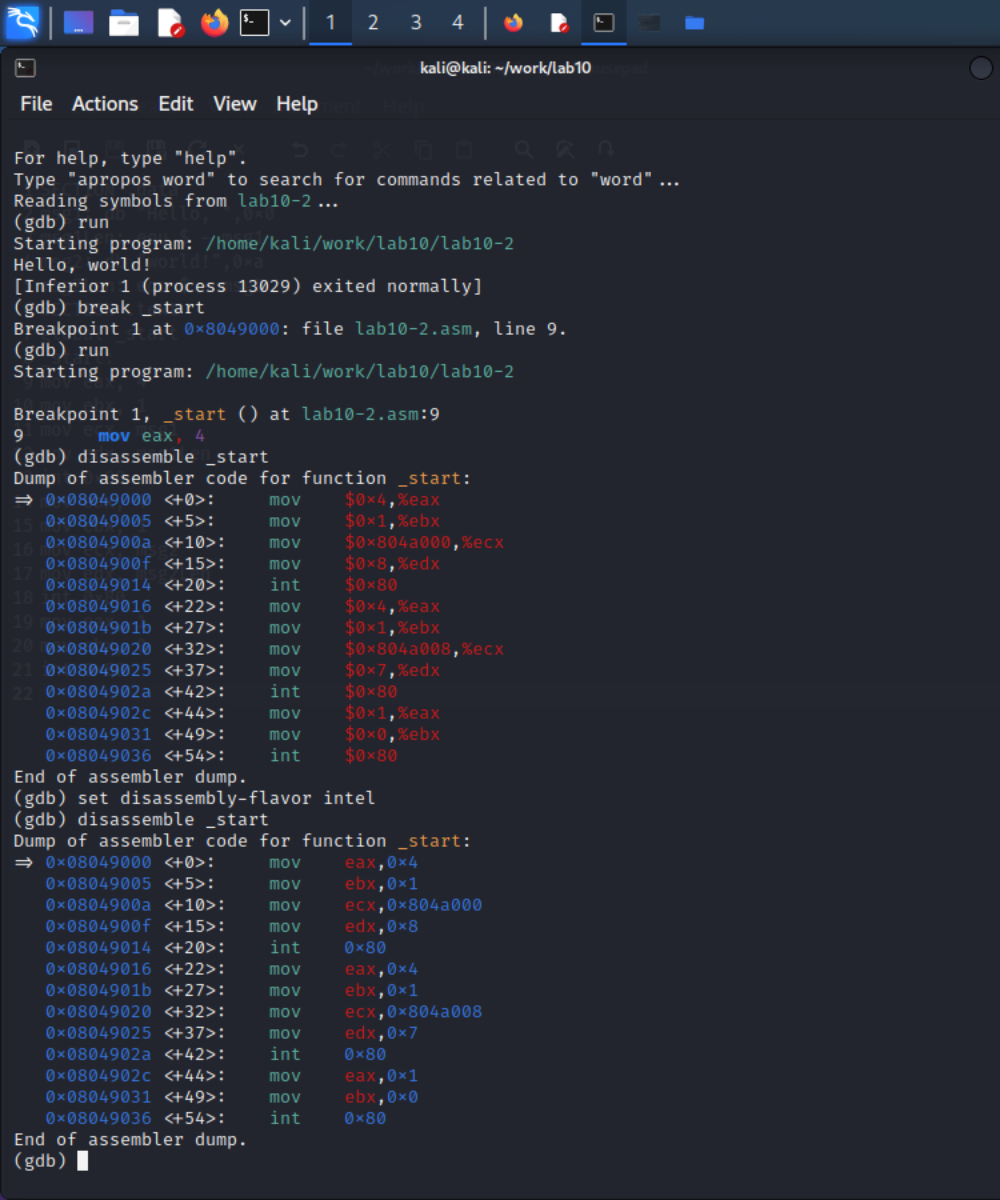 1 2 3 4
kali@kali: ~/work/lab10
File Actions Edit View Help
For help, type "help".
Type "apropos word" to search for commands related to "word"...
Reading symbols from lab10-2...
(gdb) run
Starting program: /home/kali/work/lab10/lab10-2
Hello, world!
[Inferior 1 (process 13029) exited normally]
(gdb) break _start
Breakpoint 1 at 0×8049000: file lab10-2.asm, line 9.
(gdb) run
Starting program: /home/kali/work/lab10/lab10-2
Breakpoint 1, _start () at lab10-2.asm:9
9 mov eax, 4
(gdb) disassemble _start
Dump of assembler code for function _start:
⇒ 0×08049000 <+0>: mov $0×4,%eax
0×08049005 <+5>: mov $0×1,%ebx
0×0804900a <+10>: mov $0×804a000,%ecx
0×0804900f <+15>: mov $0×8,%edx
0×08049014 <+20>: int $0×80
0×08049016 <+22>: mov $0×4,%eax
0×0804901b <+27>: mov $0×1,%ebx
0×08049020 <+32>: mov $0×804a008,%ecx
0×08049025 <+37>: mov $0×7,%edx
0×0804902a <+42>: int $0×80
0×0804902c <+44>: mov $0×1,%eax
0×08049031 <+49>: mov $0×0,%ebx
0×08049036 <+54>: int $0×80
End of assembler dump.
(gdb) set disassembly-flavor intel
(gdb) disassemble _start
Dump of assembler code for function _start:
⇒ 0×08049000 <+0>: mov eax,0×4
0×08049005 <+5>: mov ebx,0×1
0×0804900a <+10>: mov ecx,0×804a000
0×0804900f <+15>: mov edx,0×8
0×08049014 <+20>: int 0×80
0×08049016 <+22>: mov eax,0×4
0×0804901b <+27>: mov ebx,0×1
0×08049020 <+32>: mov ecx,0×804a008
0×08049025 <+37>: mov edx,0×7
0×0804902a <+42>: int 0×80
0×0804902c <+44>: mov eax,0×1
0×08049031 <+49>: mov ebx,0×0
0×08049036 <+54>: int 0×80
End of assembler dump.
(gdb)